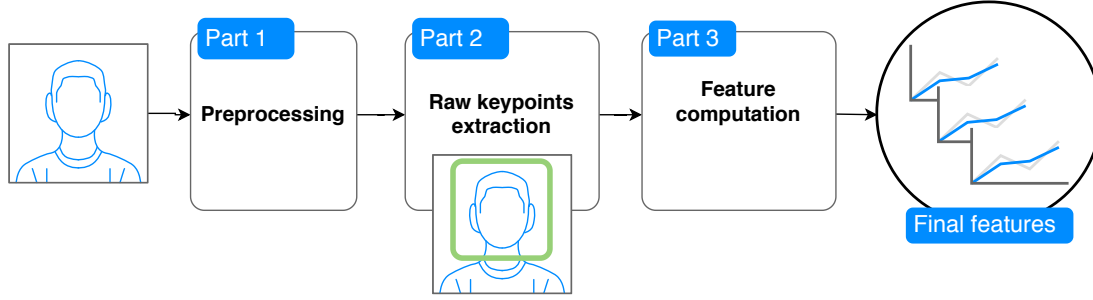 Part 1
Preprocessing
Part 2
Raw keypoints
extraction
Part 3
Feature
computation
Final features